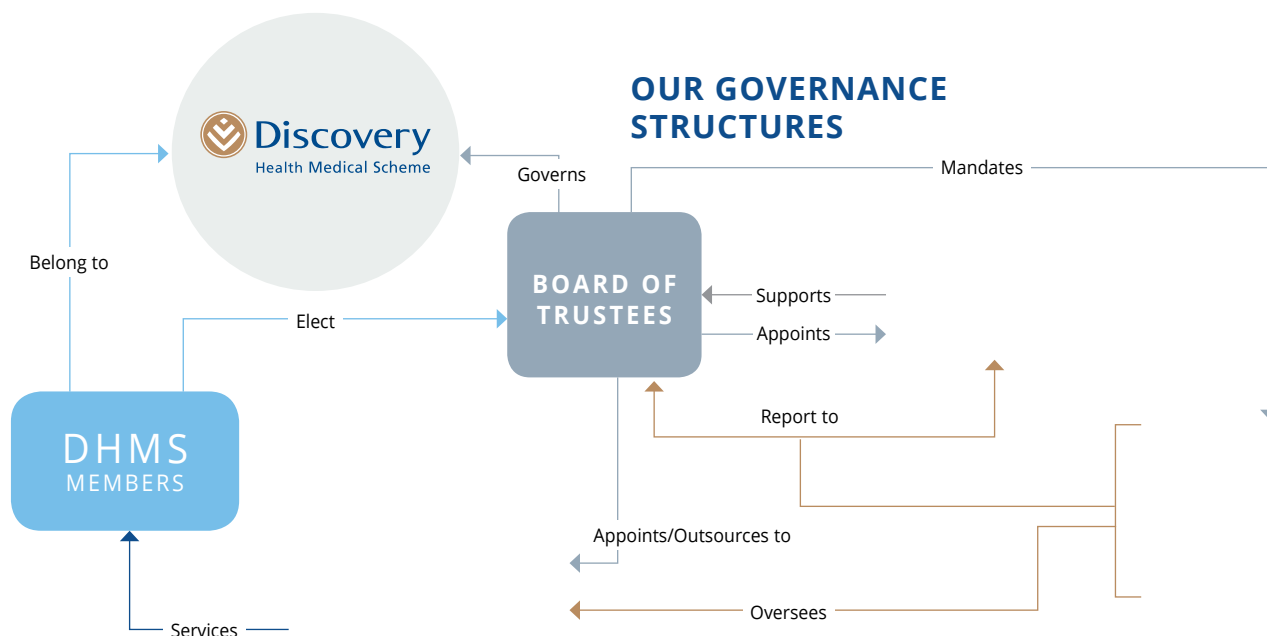 OUR GOVERNANCE
STRUCTURES
Discovery
Health Medical Scheme
Mandates
Governs
Belong to
BOARD OF
TRUSTEES
Supports
Elect
Appoints
Report to
DHMS
MEMBERS
Appoints/Outsources to
Oversees
Services